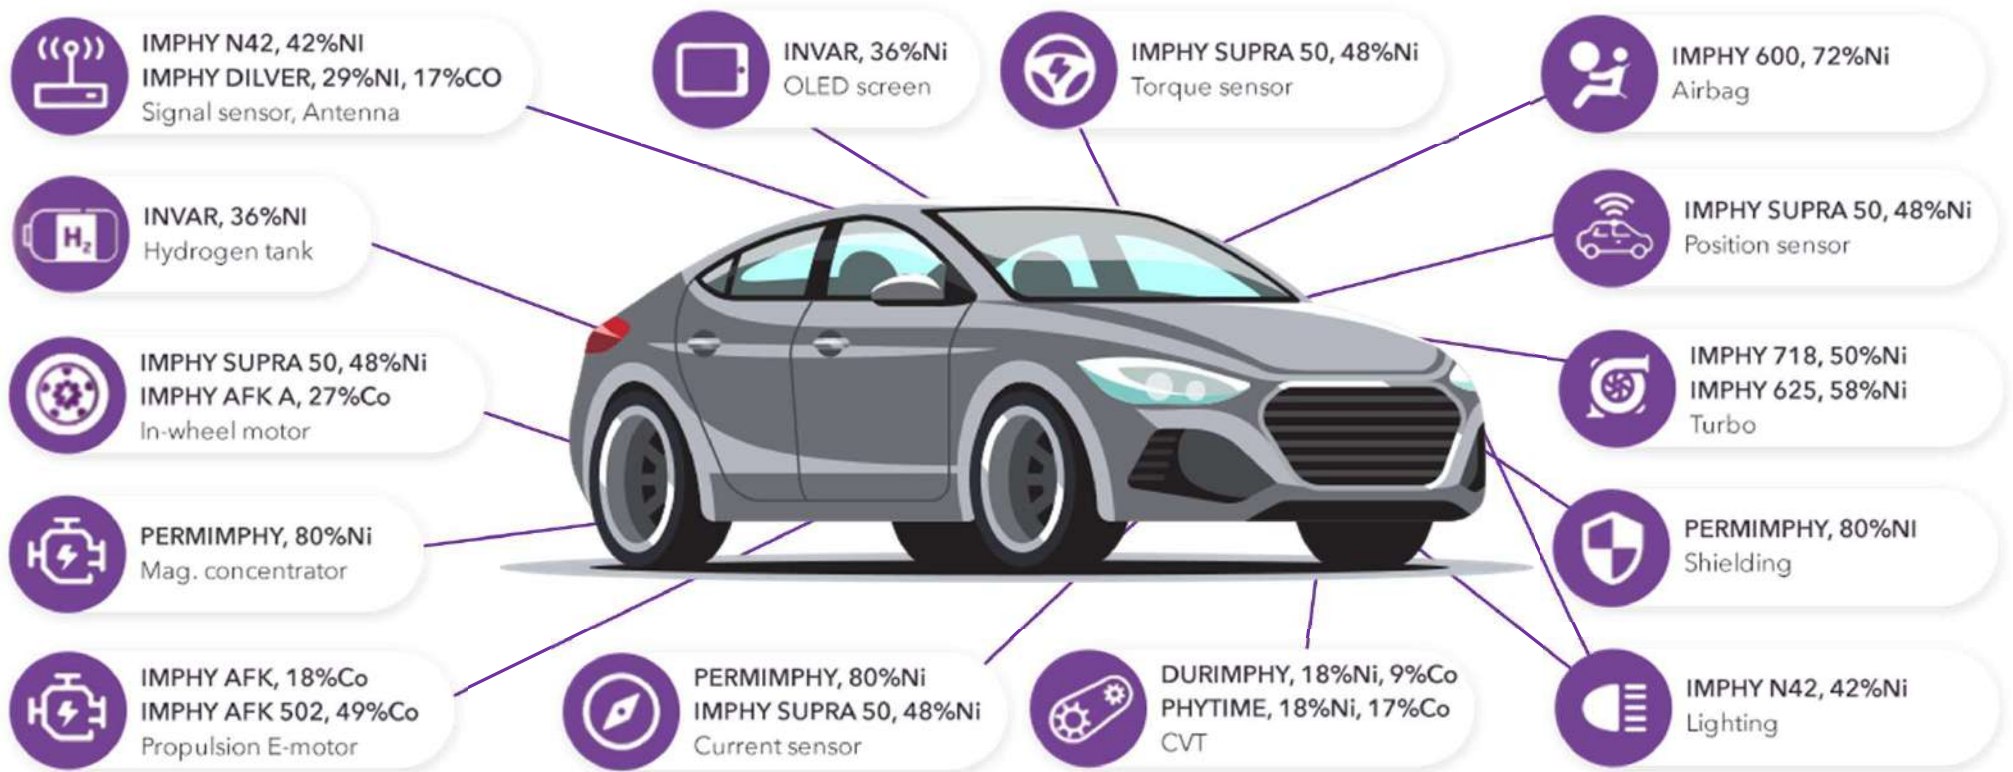 IMPHY N42, 42%NI
IMPHY DILVER, 29%NI, 17%CO
Signal sensor, Antenna
INVAR, 36%Ni
OLED screen
IMPHY SUPRA 50, 48%Ni
Torque sensor
IMPHY 600, 72%Ni
Airbag
INVAR, 36%NI
Hydrogen tank
H2
IMPHY SUPRA 50, 48%Ni
Position sensor
IMPHY SUPRA 50, 48%Ni
IMPHY AFK A, 27%Co
In-wheel motor
IMPHY 718, 50%Ni
IMPHY 625, 58%Ni
Turbo
PERMIMPHY, 80%Ni
Mag. concentrator
PERMIMPHY, 80%NI
Shielding
IMPHY AFK, 18%Co
IMPHY AFK 502, 49%Co
Propulsion E-motor
PERMIMPHY, 80%Ni
IMPHY SUPRA 50, 48%Ni
Current sensor
DURIMPHY, 18%Ni, 9%Co
PHYTIME, 18%Ni, 17%Co
CVT
IMPHY N42, 42%Ni
Lighting